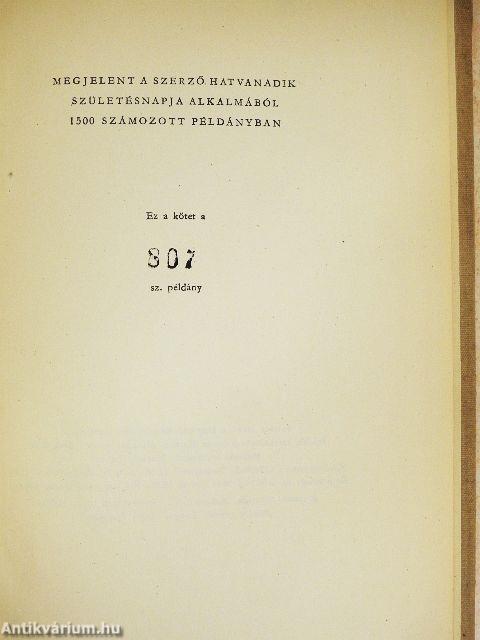 MEGJELENT A SZERZŐ HATVANADIK
SZÜLETÉSNAPJA ALKALMÁBÓL
1500 SZÁMOZOTT PÉLDÁNYBAN
Ez a kötet a
807
sz. példány
Antikvárium.hu